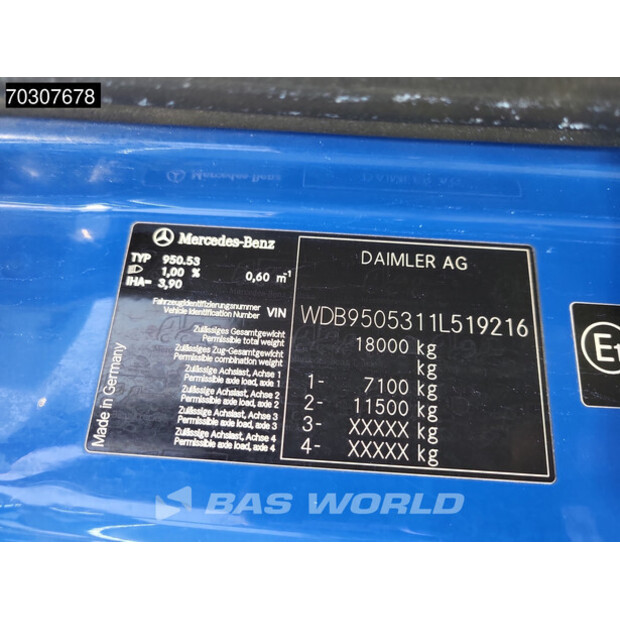 70307678
Mercedes-Benz
Mercedes-Benz
TYP 950.53
1,00 % 0,60 m⁻¹
IHA= 3,90
Fahrzeugidentifizierungsnummer
Vehicle Identification Number VIN
Zulässiges Gesamtgewicht
Permissible total weight
Zulässiges Zug-Gesamtgewicht
Permissible combination weight
Zulässige Achslast, Achse 1
Permissible axle load, axle 1
Zulässige Achslast, Achse 2
Permissible axle load, axle 2
Zulässige Achslast, Achse 3
Permissible axle load, axle 3
Zulässige Achslast, Achse 4
Permissible axle load, axle 4
Made in Germany
DAIMLER AG
WDB9505311L519216
18000 kg
kg
1- 7100 kg
2- 11500 kg
3- XXXXX kg
4- XXXXX kg
BAS WORLD